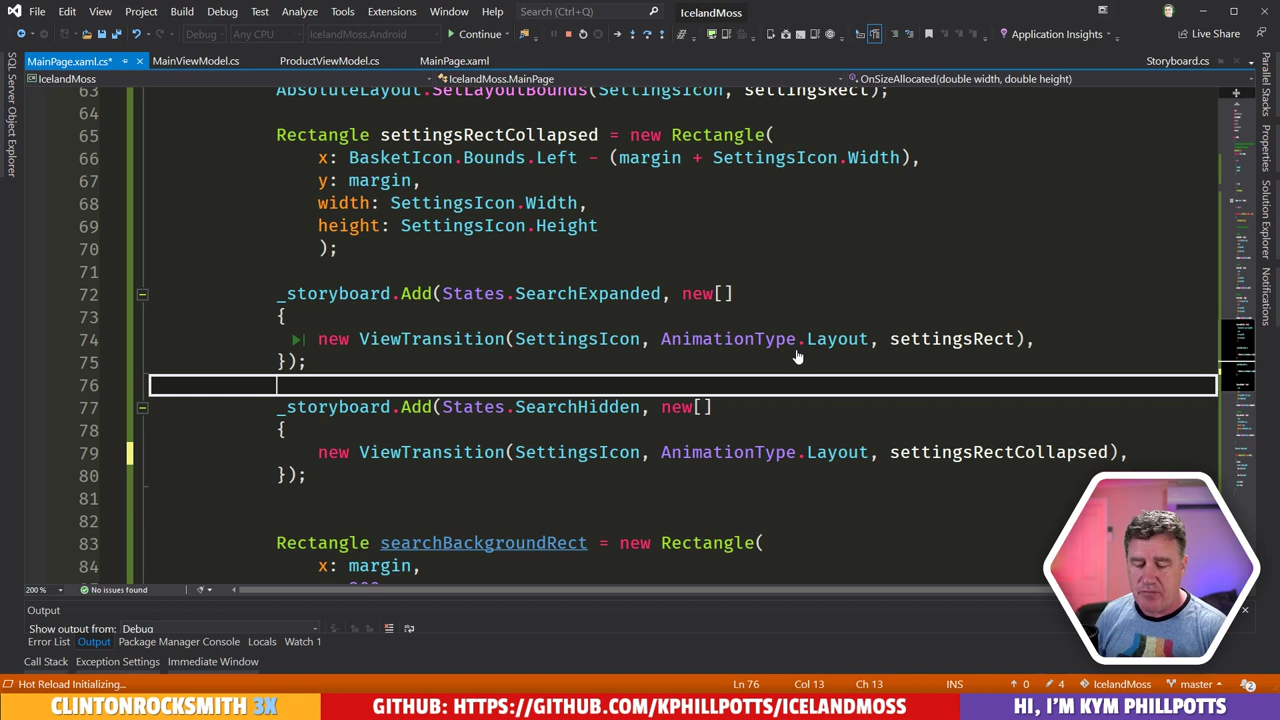 File Edit View Project Build Debug Test Analyze Tools Extensions Window Help Search (Ctrl+Q) IcelandMoss
Debug Any CPU IcelandMoss.Android Continue Application Insights Live Share
MainPage.xaml.cs* MainViewModel.cs ProductViewModel.cs MainPage.xaml Storyboard.cs
IcelandMoss IcelandMoss.MainPage OnSizeAllocated(double width, double height)
SQL Server Object Explorer
Parallel Stacks
Solution Explorer
Notifications
63 AbsoluteLayout.SetLayoutBounds(SettingsIcon, settingsRect);
64
65 Rectangle settingsRectCollapsed = new Rectangle(
66 x: BasketIcon.Bounds.Left - (margin + SettingsIcon.Width),
67 y: margin,
68 width: SettingsIcon.Width,
69 height: SettingsIcon.Height
70 );
71
72 _storyboard.Add(States.SearchExpanded, new[]
73 {
74 new ViewTransition(SettingsIcon, AnimationType.Layout, settingsRect),
75 });
76
77 _storyboard.Add(States.SearchHidden, new[]
78 {
79 new ViewTransition(SettingsIcon, AnimationType.Layout, settingsRectCollapsed),
80 });
81
82
83 Rectangle searchBackgroundRect = new Rectangle(
84 x: margin,
200 % No issues found
Output
Show output from: Debug
Error List Output Package Manager Console Locals Watch 1
Call Stack Exception Settings Immediate Window
Hot Reload Initializing... Ln 76 Col 13 Ch 13 INS 0 4 IcelandMoss master 2
CLINTONROCKSMITH 3X GITHUB: HTTPS://GITHUB.COM/KPHILLPOTTS/ICELANDMOSS HI, I'M KYM PHILLPOTTS